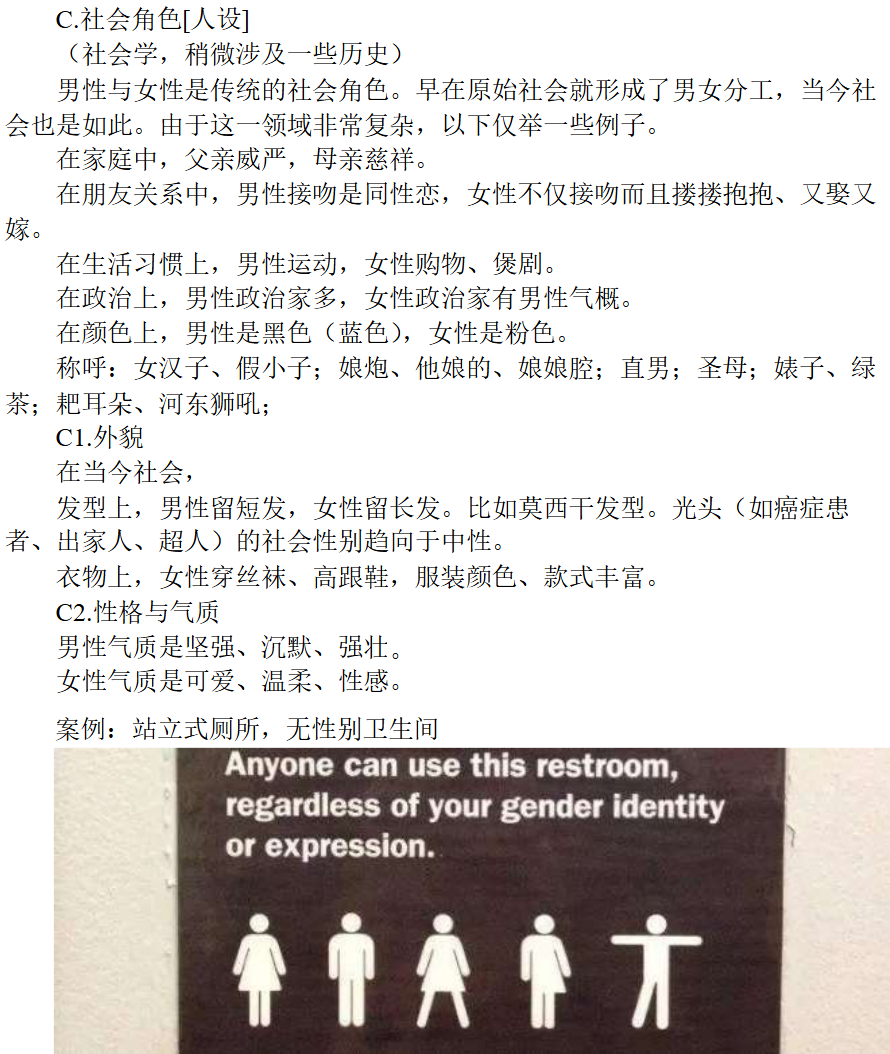 C.社会角色[人设]
（社会学，稍微涉及一些历史）
男性与女性是传统的社会角色。早在原始社会就形成了男女分工，当今社
会也是如此。由于这一领域非常复杂，以下仅举一些例子。
在家庭中，父亲威严，母亲慈祥。
在朋友关系中，男性接吻是同性恋，女性不仅接吻而且搂搂抱抱、又娶又
嫁。
在生活习惯上，男性运动，女性购物、煲剧。
在政治上，男性政治家多，女性政治家有男性气概。
在颜色上，男性是黑色（蓝色），女性是粉色。
称呼：女汉子、假小子；娘炮、他娘的、娘娘腔；直男；圣母；婊子、绿
茶；耙耳朵、河东狮吼；
C1.外貌
在当今社会，
发型上，男性留短发，女性留长发。比如莫西干发型。光头（如癌症患
者、出家人、超人）的社会性别趋向于中性。
衣物上，女性穿丝袜、高跟鞋，服装颜色、款式丰富。
C2.性格与气质
男性气质是坚强、沉默、强壮。
女性气质是可爱、温柔、性感。
案例：站立式厕所，无性别卫生间
Anyone can use this restroom,
regardless of your gender identity
or expression.